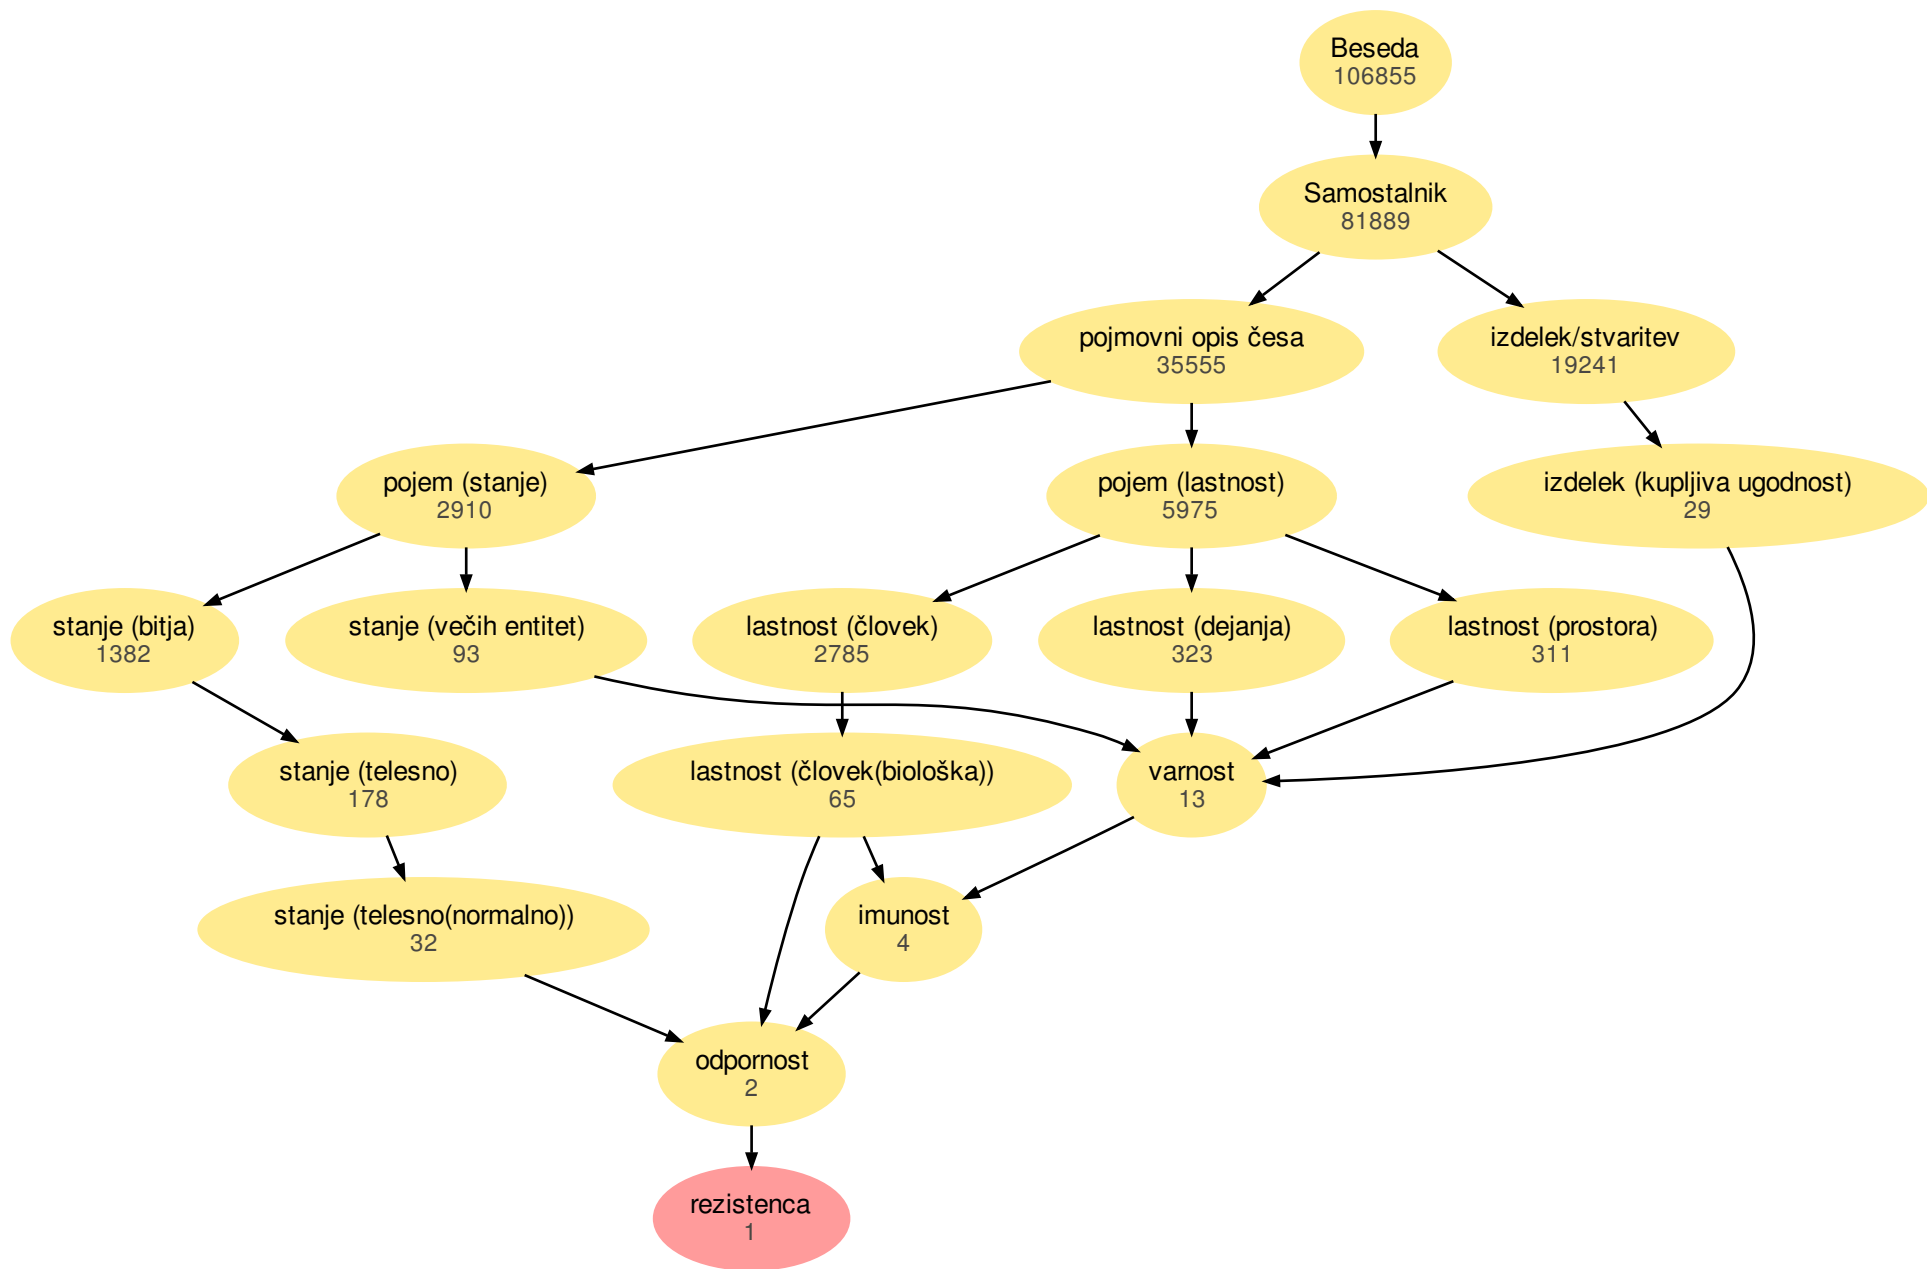 Beseda
106855
Samostalnik
81889
pojmovni opis česa
35555
izdelek/stvaritev
19241
pojem (stanje)
2910
pojem (lastnost)
5975
izdelek (kupljiva ugodnost)
29
stanje (bitja)
1382
stanje (večih entitet)
93
lastnost (človek)
2785
lastnost (dejanja)
323
lastnost (prostora)
311
stanje (telesno)
178
lastnost (človek(biološka))
65
varnost
13
stanje (telesno(normalno))
32
imunost
4
odpornost
2
rezistenca
1